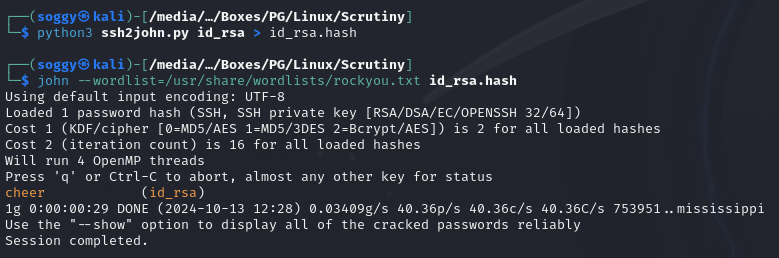 ┌──(soggy㉿kali)-[/media/…/Boxes/PG/Linux/Scrutiny]
└─$ python3 ssh2john.py id_rsa > id_rsa.hash
┌──(soggy㉿kali)-[/media/…/Boxes/PG/Linux/Scrutiny]
└─$ john --wordlist=/usr/share/wordlists/rockyou.txt id_rsa.hash
Using default input encoding: UTF-8
Loaded 1 password hash (SSH, SSH private key [RSA/DSA/EC/OPENSSH 32/64])
Cost 1 (KDF/cipher [0=MD5/AES 1=MD5/3DES 2=Bcrypt/AES]) is 2 for all loaded hashes
Cost 2 (iteration count) is 16 for all loaded hashes
Will run 4 OpenMP threads
Press 'q' or Ctrl-C to abort, almost any other key for status
cheer            (id_rsa)
1g 0:00:00:29 DONE (2024-10-13 12:28) 0.03409g/s 40.36p/s 40.36c/s 40.36C/s 753951..mississippi
Use the "--show" option to display all of the cracked passwords reliably
Session completed.